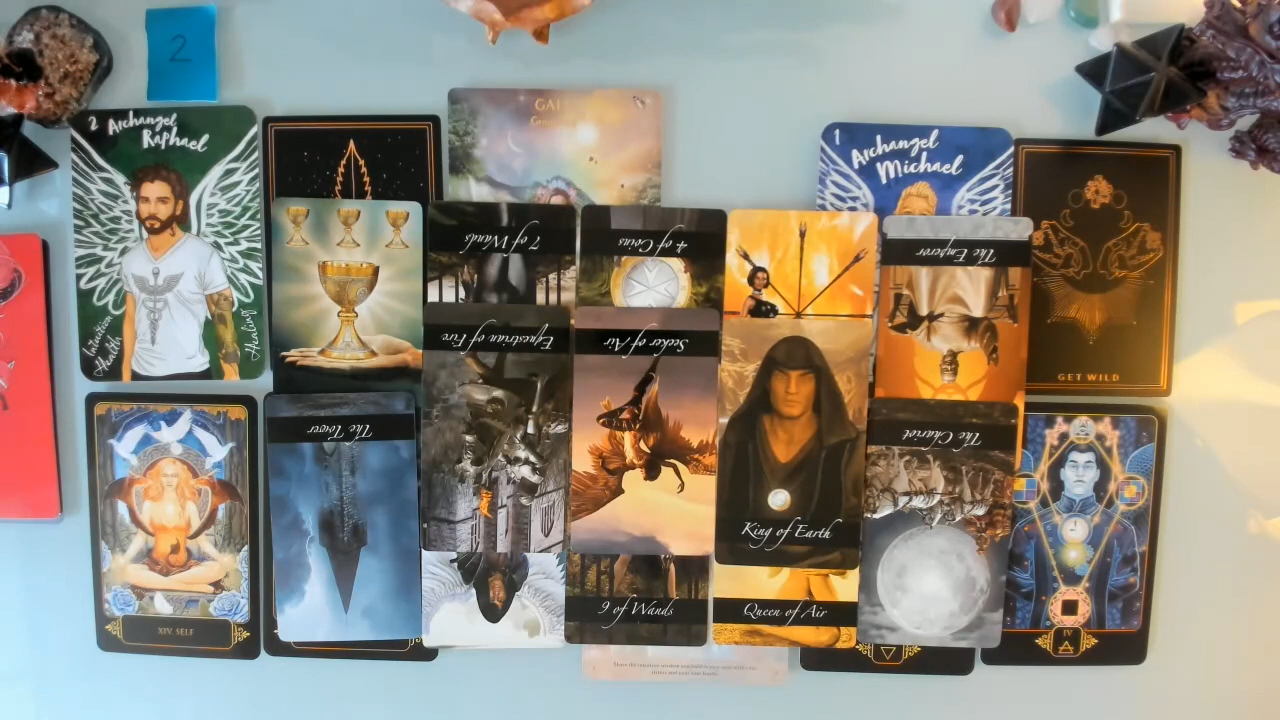 2
2 Archangel
Raphael
Intuition
Health
Healing
GAI
1
Archangel
Michael
GET WILD
7 of Wands
4 of Coins
The Emperor
Equestrian of Fire
Seeker of Air
The Tower
The Chariot
King of Earth
6 of Wands
Queen of Air
XIV. SELF
IV